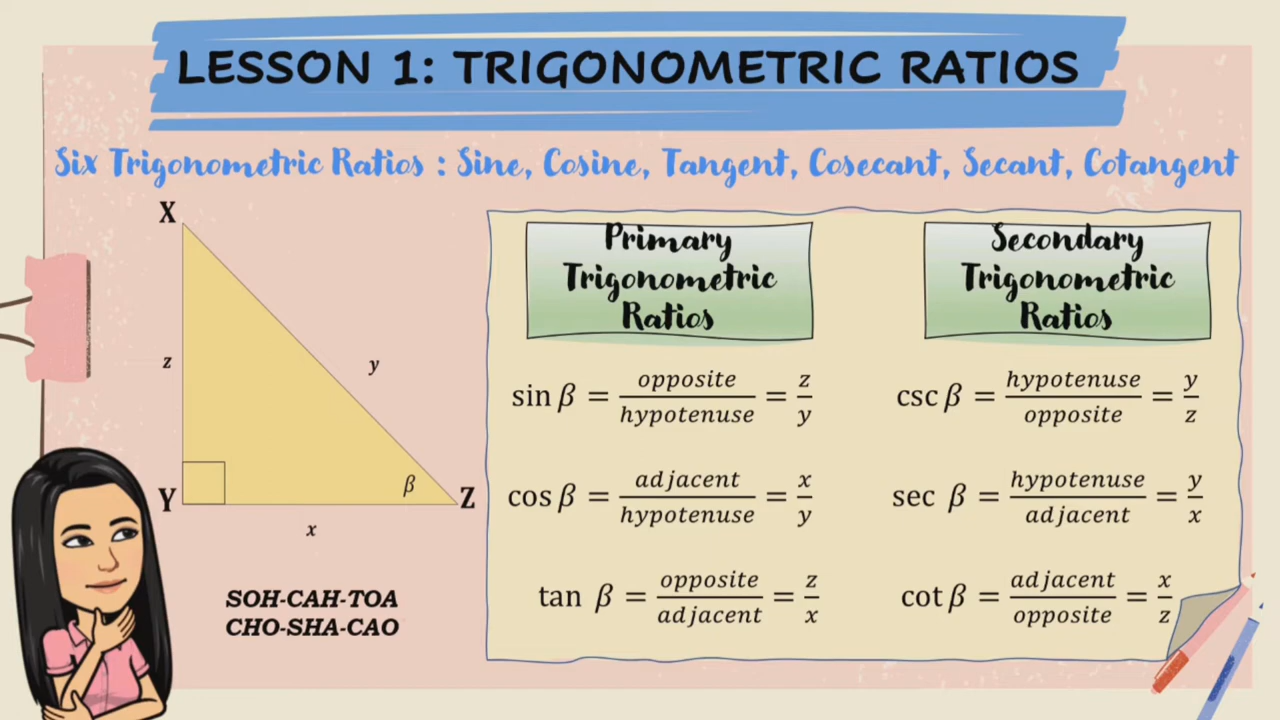 LESSON 1: TRIGONOMETRIC RATIOS
Six Trigonometric Ratios : Sine, Cosine, Tangent, Cosecant, Secant, Cotangent
X
z
y
Y
β
Z
x
SOH-CAH-TOA
CHO-SHA-CAO
Primary
Trigonometric
Ratios
sin β = opposite/hypotenuse = z/y
cos β = adjacent/hypotenuse = x/y
tan β = opposite/adjacent = z/x
Secondary
Trigonometric
Ratios
csc β = hypotenuse/opposite = y/z
sec β = hypotenuse/adjacent = y/x
cot β = adjacent/opposite = x/z